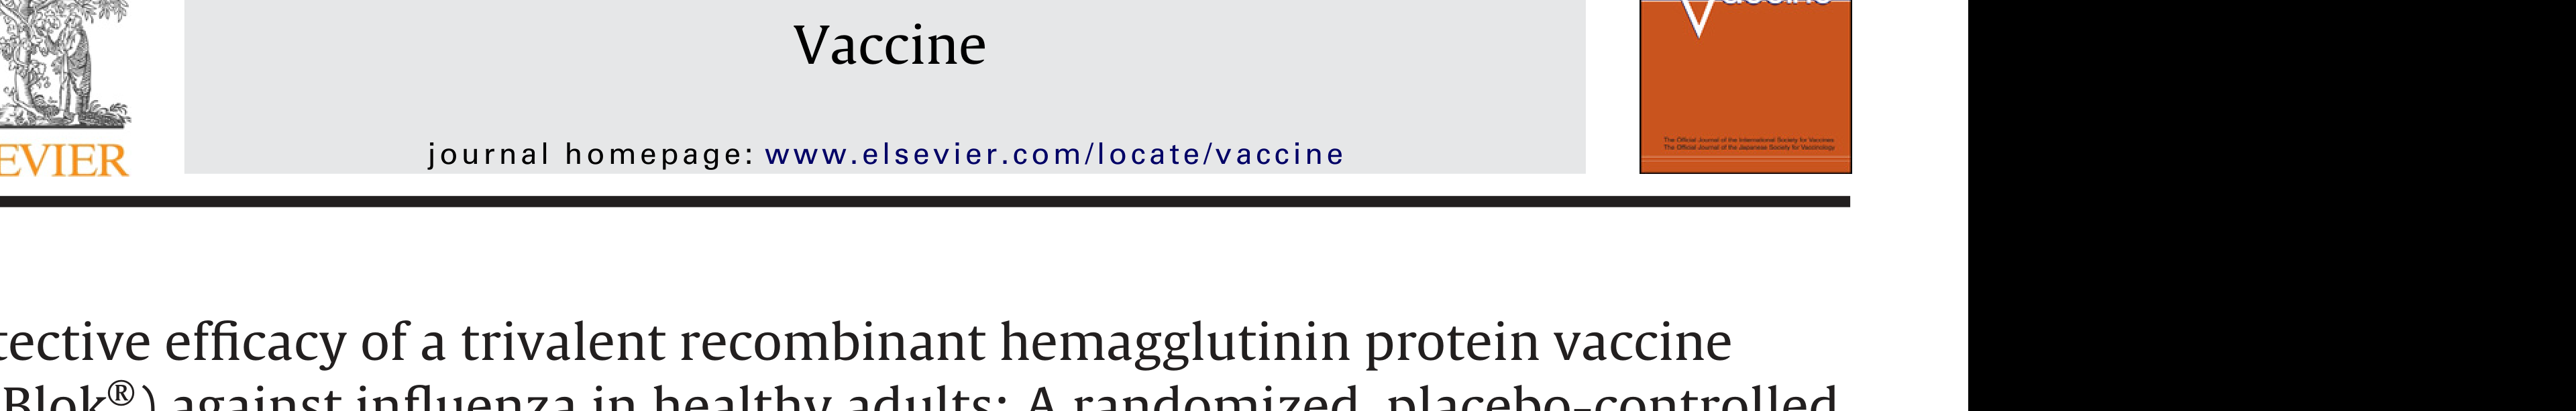 Vaccine
journal homepage: www.elsevier.com/locate/vaccine
EVIER
The Official Journal of the International Society for Vaccines
The Official Journal of the Japanese Society for Vaccinology
tective efficacy of a trivalent recombinant hemagglutinin protein vaccine
Blok®) against influenza in healthy adults: A randomized, placebo-controlled